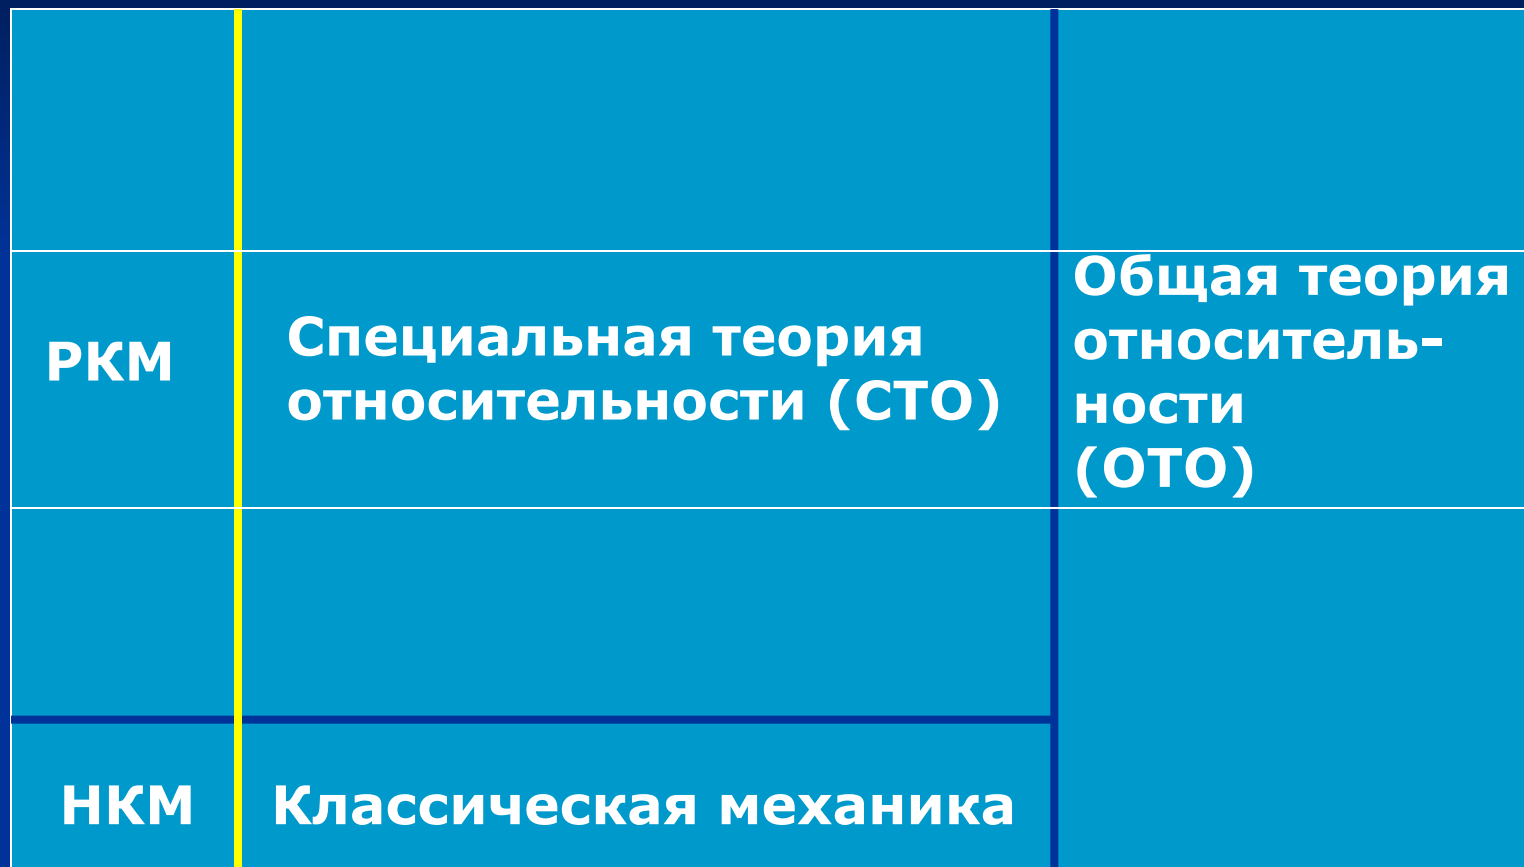 РКМ
Специальная теория
относительности (СТО)
Общая теория
относитель-
ности
(ОТО)
НКМ
Классическая механика